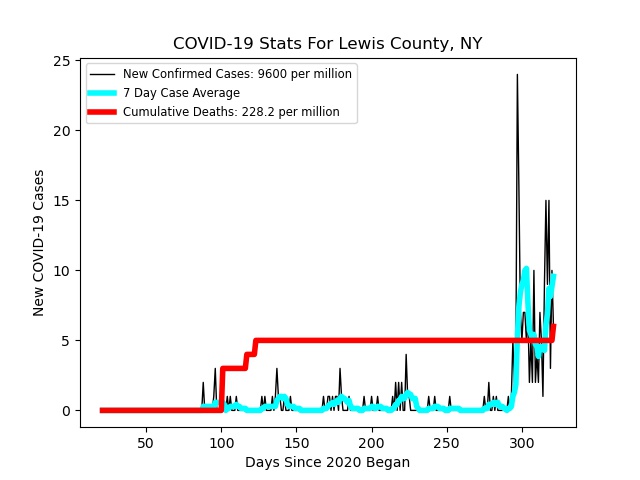 COVID-19 Stats For Lewis County, NY
New Confirmed Cases: 9600 per million
7 Day Case Average
Cumulative Deaths: 228.2 per million
New COVID-19 Cases
25
20
15
10
5
0
50 100 150 200 250 300
Days Since 2020 Began